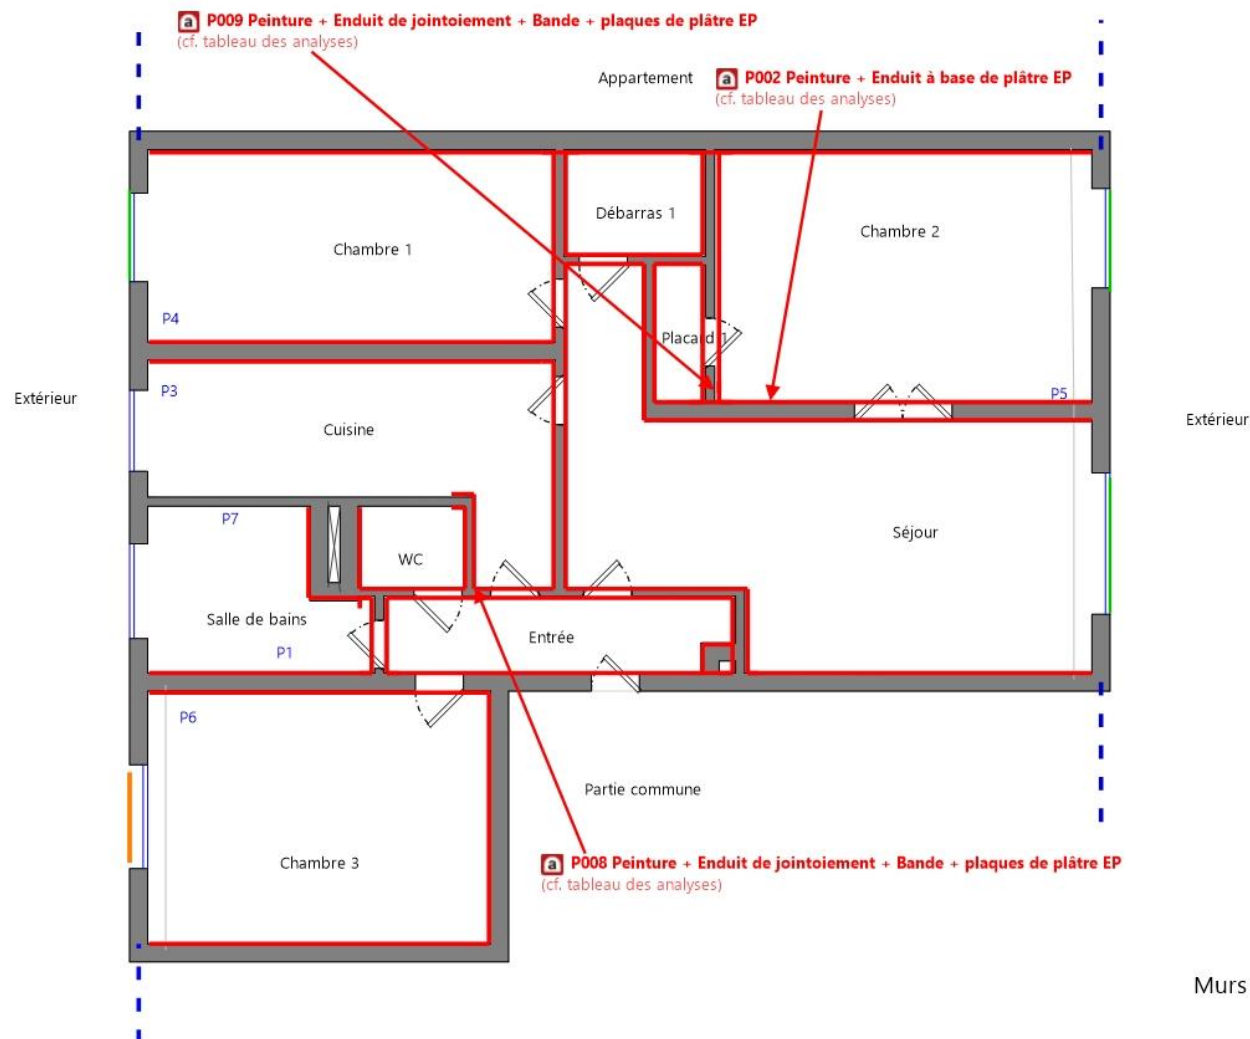 a P009 Peinture + Enduit de jointoiement + Bande + plaques de plâtre EP
(cf. tableau des analyses)
Appartement
a P002 Peinture + Enduit à base de plâtre EP
(cf. tableau des analyses)
Débarras 1
Chambre 2
Chambre 1
P4
Placard 1
P3
P5
Extérieur
Extérieur
Cuisine
P7
Séjour
WC
Salle de bains
Entrée
P1
P6
Partie commune
Chambre 3
a P008 Peinture + Enduit de jointoiement + Bande + plaques de plâtre EP
(cf. tableau des analyses)
Murs